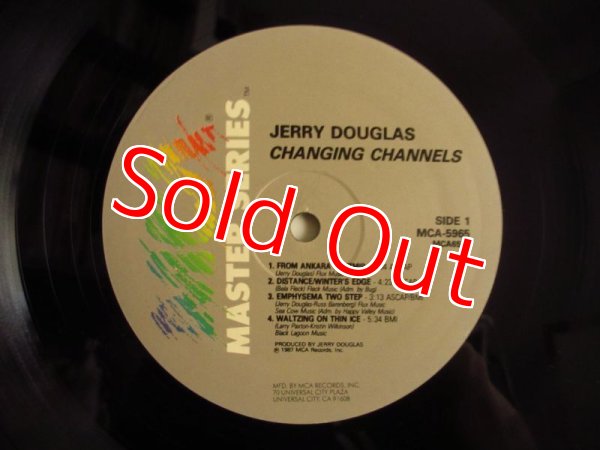 JERRY DOUGLAS
CHANGING CHANNELS
MASTER SERIES ™
®
SIDE 1
MCA-5965
Sold Out
1. FROM ANKARA
(Jerry Douglas) Flux
2. DISTANCE/WINTER'S EDGE - 4:2
(Bela Fleck) Fleck Music (Adm. by Bug)
3. EMPHYSEMA TWO STEP - 3:13 ASCAP/BMI
(Jerry Douglas-Russ Barenberg) Flux Music/
See Cow Music (Adm. by Happy Valley Music)
4. WALTZING ON THIN ICE - 5:34 BMI
(Larry Paxton-Kristin Wilkinson)
Black Lagoon Music
PRODUCED BY JERRY DOUGLAS
℗ 1987 MCA Records, Inc.
MFD. BY MCA RECORDS, INC.
70 UNIVERSAL CITY PLAZA
UNIVERSAL CITY, CA 91608